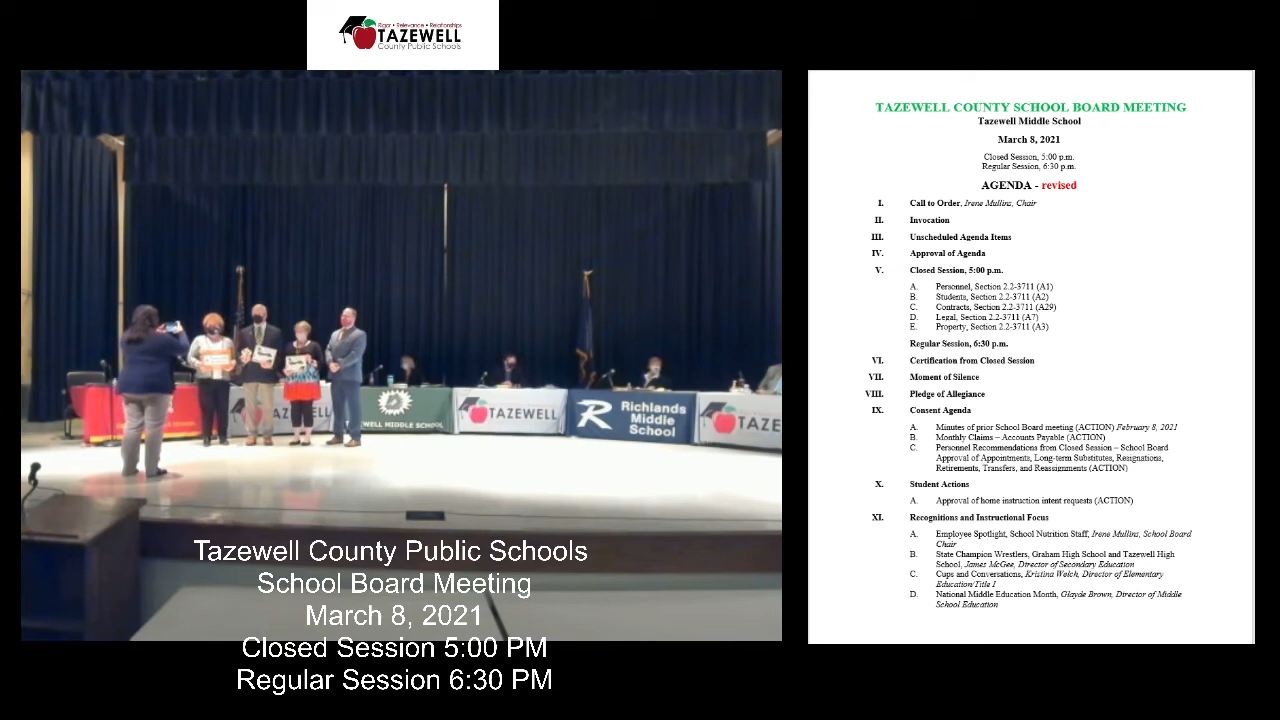 Rigor • Relevance • Relationships
TAZEWELL
County Public Schools
TAZEWELL COUNTY SCHOOL BOARD MEETING
Tazewell Middle School
March 8, 2021
Closed Session, 5:00 p.m.
Regular Session, 6:30 p.m.
AGENDA - revised
I. Call to Order, Irene Mullins, Chair
II. Invocation
III. Unscheduled Agenda Items
IV. Approval of Agenda
V. Closed Session, 5:00 p.m.
A. Personnel, Section 2.2-3711 (A1)
B. Students, Section 2.2-3711 (A2)
C. Contracts, Section 2.2-3711 (A29)
D. Legal, Section 2.2-3711 (A7)
E. Property, Section 2.2-3711 (A3)
Regular Session, 6:30 p.m.
VI. Certification from Closed Session
VII. Moment of Silence
VIII. Pledge of Allegiance
IX. Consent Agenda
A. Minutes of prior School Board meeting (ACTION) February 8, 2021
B. Monthly Claims – Accounts Payable (ACTION)
C. Personnel Recommendations from Closed Session – School Board
Approval of Appointments, Long-term Substitutes, Resignations,
Retirements, Transfers, and Reassignments (ACTION)
X. Student Actions
A. Approval of home instruction intent requests (ACTION)
XI. Recognitions and Instructional Focus
A. Employee Spotlight, School Nutrition Staff, Irene Mullins, School Board
Chair
B. State Champion Wrestlers, Graham High School and Tazewell High
School, James McGee, Director of Secondary Education
C. Cups and Conversations, Kristina Welch, Director of Elementary
Education/Title I
D. National Middle Education Month, Glayde Brown, Director of Middle
School Education
WELL MIDDLE SCHOOL
TAZEWELL
R Richlands
Middle
School
TAZEWE
Tazewell County Public Schools
School Board Meeting
March 8, 2021
Closed Session 5:00 PM
Regular Session 6:30 PM